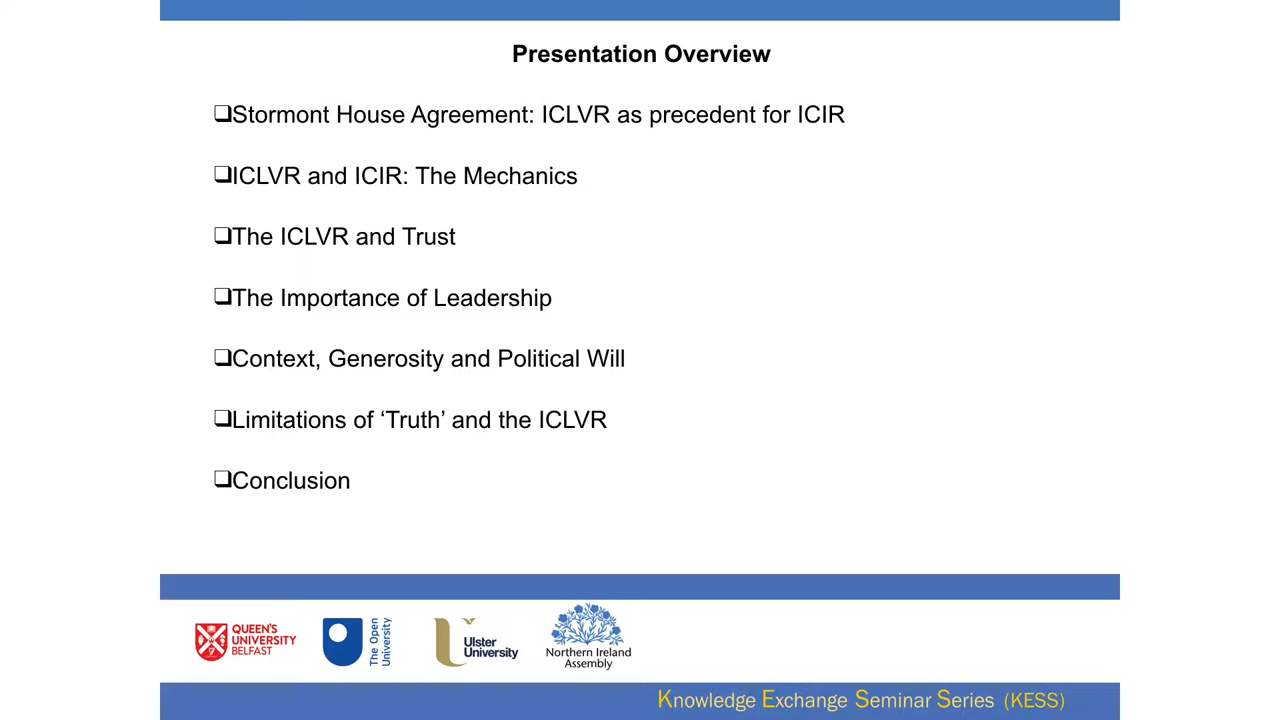 Presentation Overview
❑Stormont House Agreement: ICLVR as precedent for ICIR
❑ICLVR and ICIR: The Mechanics
❑The ICLVR and Trust
❑The Importance of Leadership
❑Context, Generosity and Political Will
❑Limitations of ‘Truth’ and the ICLVR
❑Conclusion
QUEEN'S
UNIVERSITY
BELFAST
The Open
University
Ulster
University
Northern Ireland
Assembly
Knowledge Exchange Seminar Series (KESS)